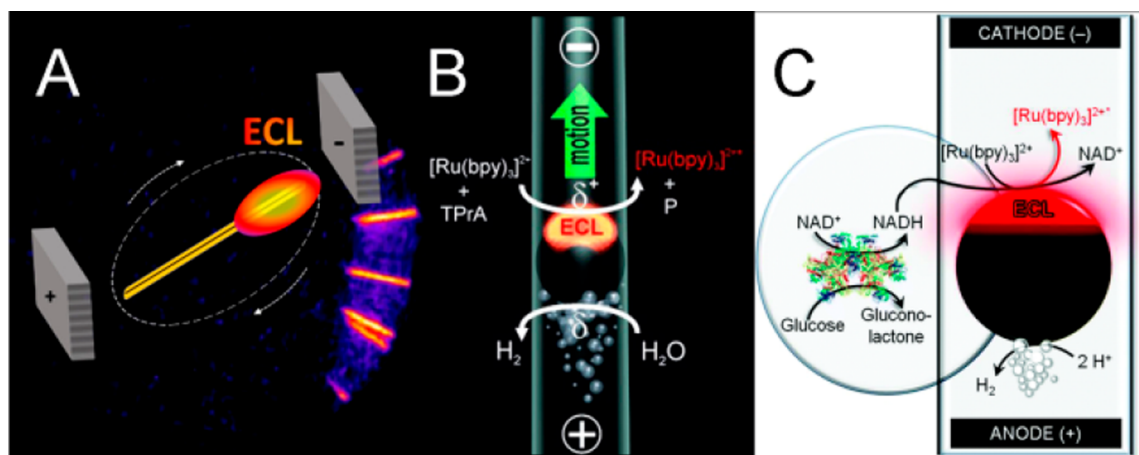 A
ECL
-
+
B
−
motion
[Ru(bpy)₃]²⁺
+
TPrA
[Ru(bpy)₃]²⁺*
+
P
δ⁺
ECL
δ⁻
H₂
H₂O
+
C
CATHODE (–)
[Ru(bpy)₃]²⁺*
[Ru(bpy)₃]²⁺
NAD⁺
ECL
NAD⁺
NADH
Glucose
Glucono-
lactone
H₂
2 H⁺
ANODE (+)